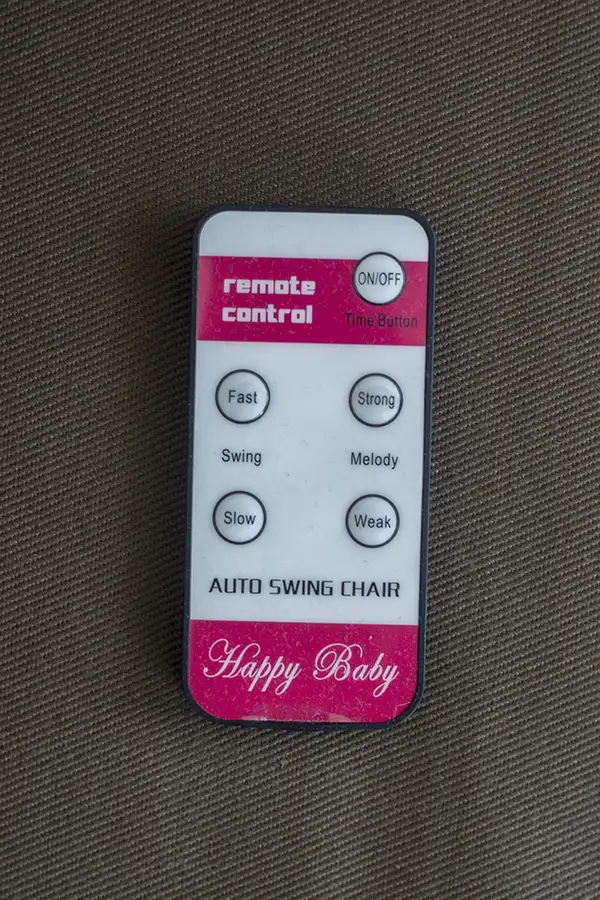 remote
control
ON/OFF
Time Button
Fast
Strong
Swing
Melody
Slow
Weak
AUTO SWING CHAIR
Happy Baby